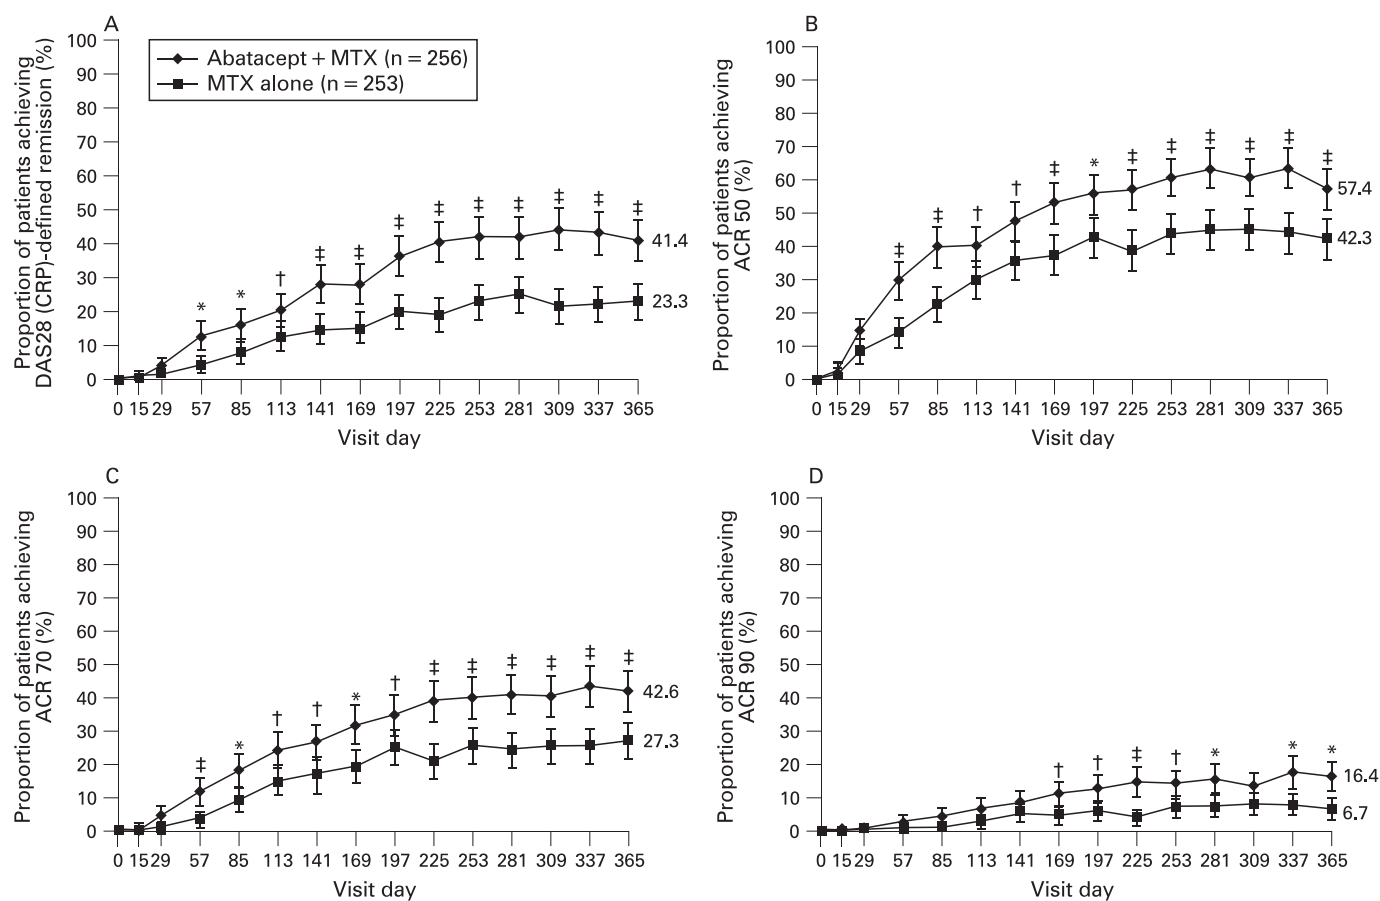 A
Proportion of patients achieving
DAS28 (CRP)-defined remission (%)
100
90
80
70
60
50
40
30
20
10
0
Abatacept + MTX (n = 256)
MTX alone (n = 253)
* * † ‡ ‡ ‡ ‡ ‡ ‡ ‡ ‡ ‡
41.4
23.3
0 15 29 57 85 113 141 169 197 225 253 281 309 337 365
Visit day
B
Proportion of patients achieving
ACR 50 (%)
100
90
80
70
60
50
40
30
20
10
0
‡ ‡ † † ‡ * ‡ ‡ ‡ ‡ ‡ ‡
57.4
42.3
0 15 29 57 85 113 141 169 197 225 253 281 309 337 365
Visit day
C
Proportion of patients achieving
ACR 70 (%)
100
90
80
70
60
50
40
30
20
10
0
‡ * † † * † ‡ ‡ ‡ ‡ ‡ ‡
42.6
27.3
0 15 29 57 85 113 141 169 197 225 253 281 309 337 365
Visit day
D
Proportion of patients achieving
ACR 90 (%)
100
90
80
70
60
50
40
30
20
10
0
† † ‡ † * * *
16.4
6.7
0 15 29 57 85 113 141 169 197 225 253 281 309 337 365
Visit day